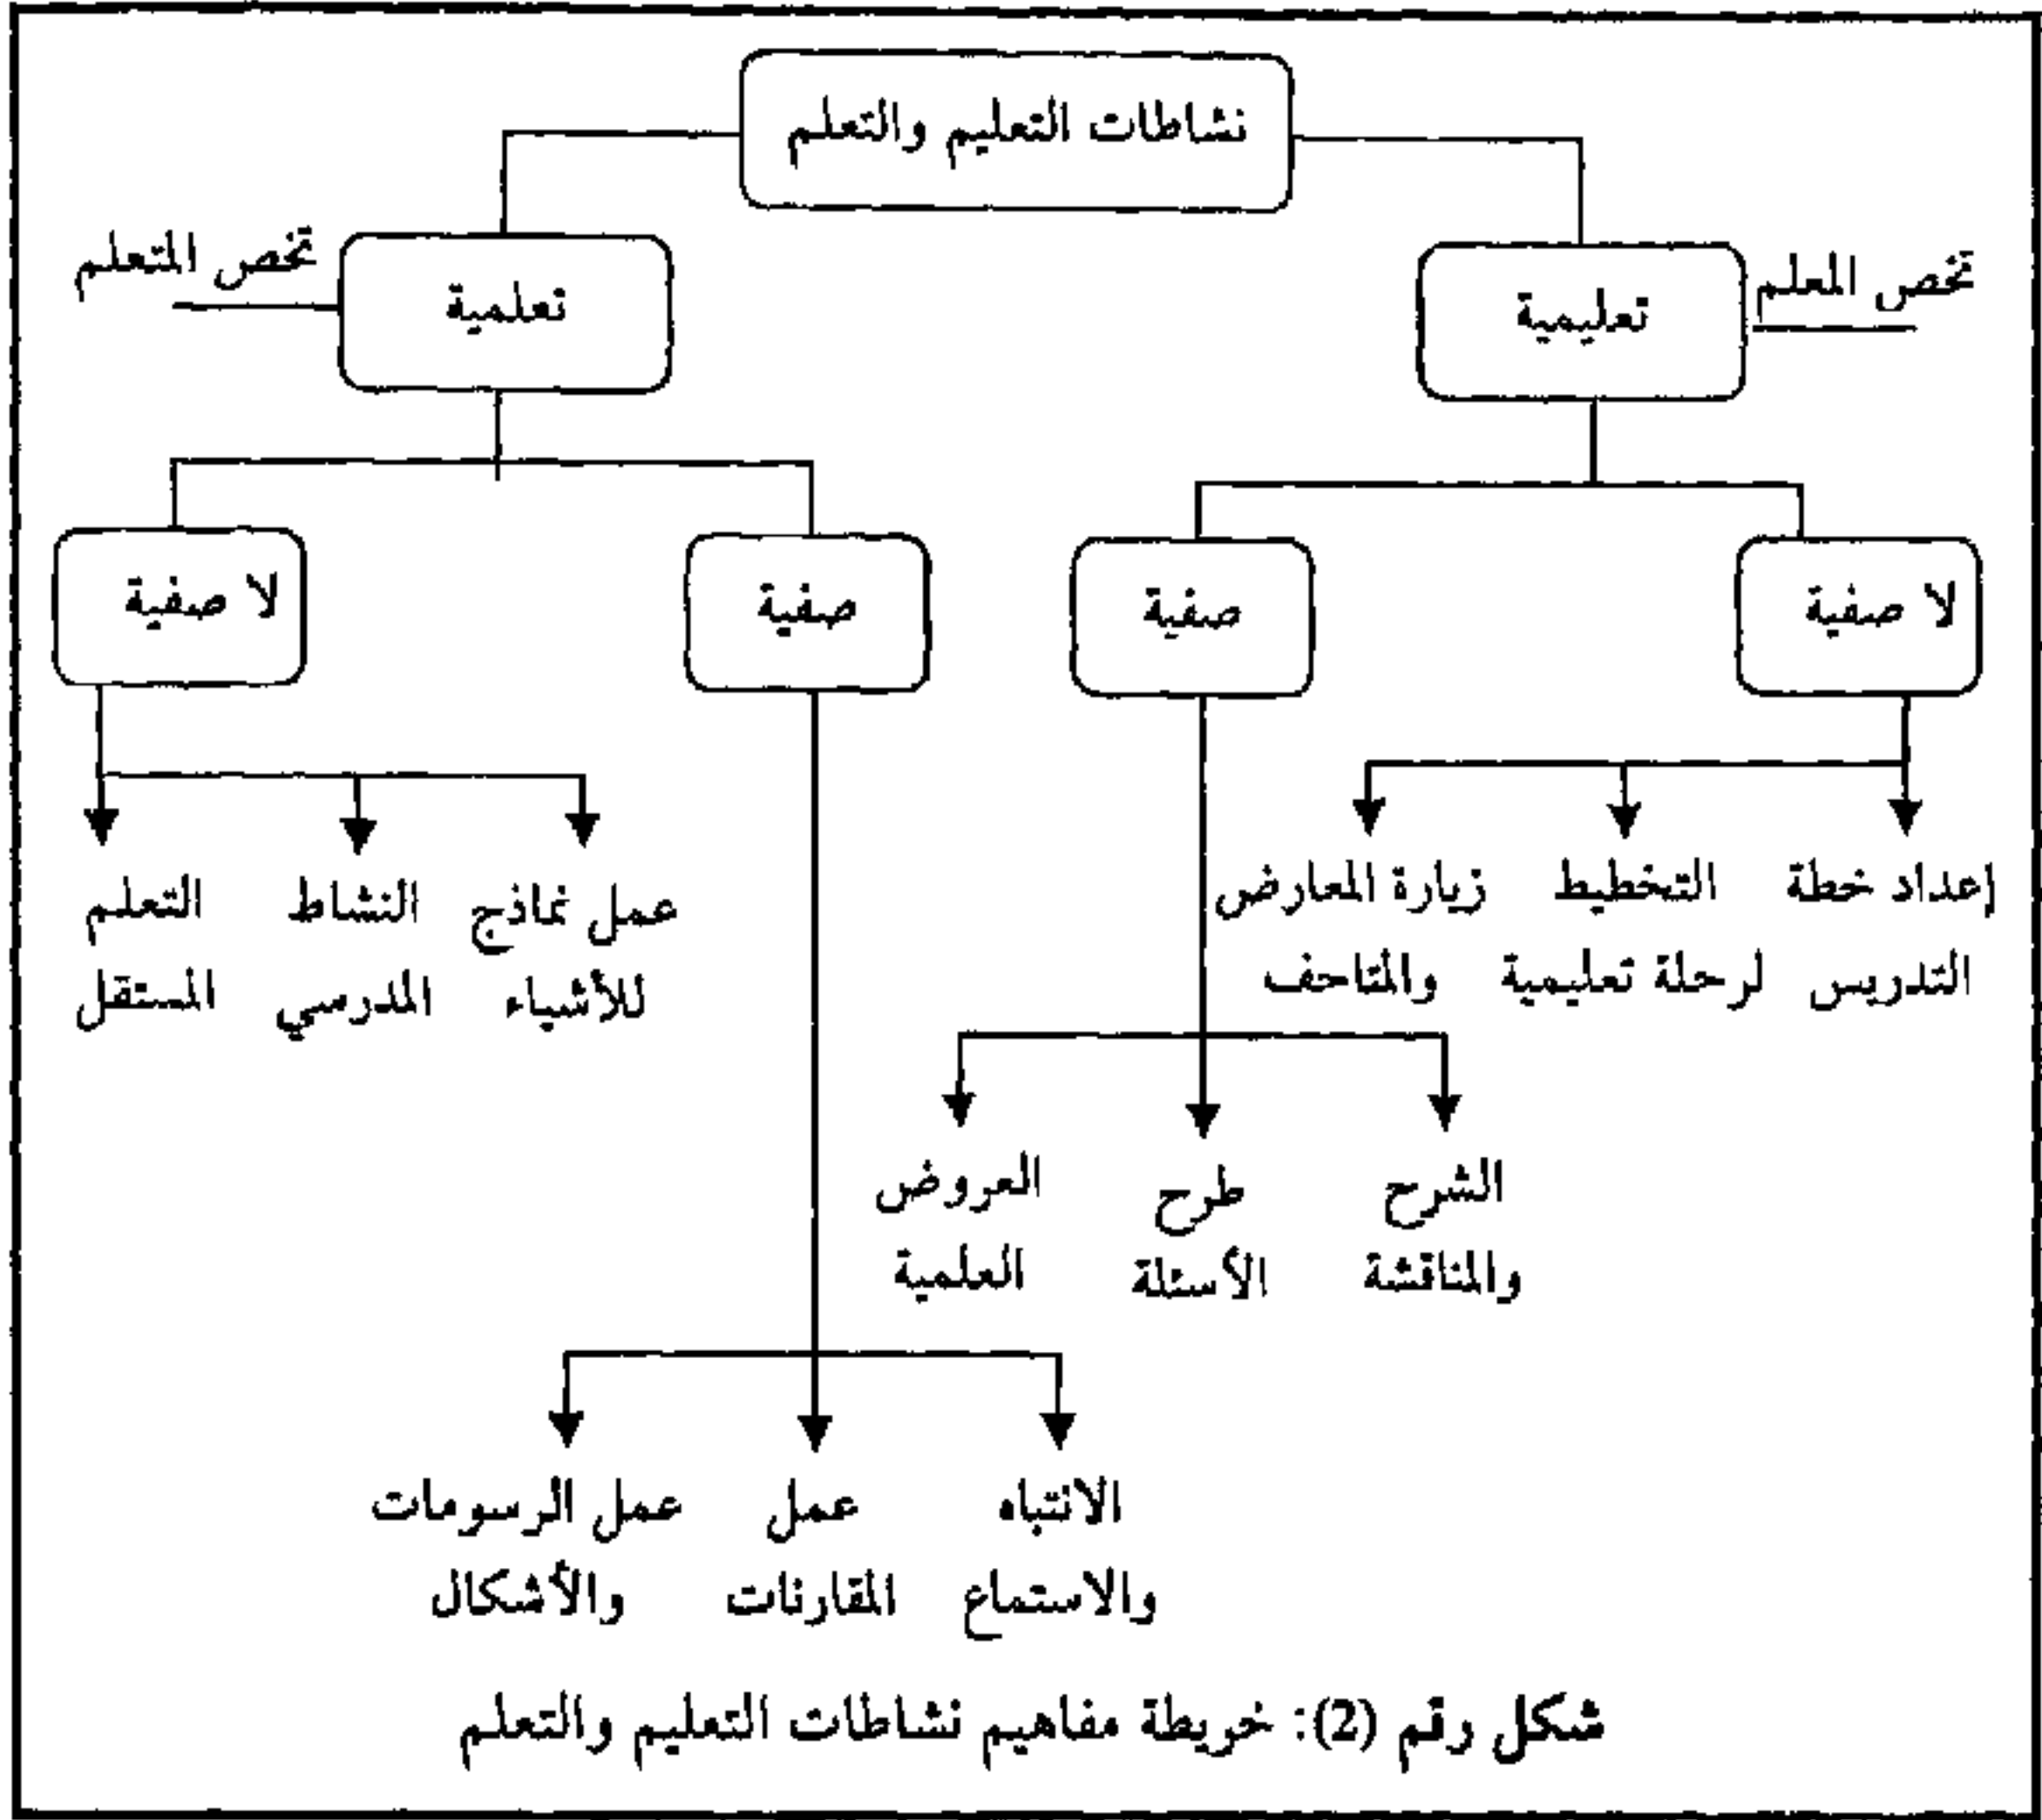 نشاطات التعليم والتعلم
تخص المعلم
تعليمية
تعلمية
تخص المتعلم
لا صفية
صفية
صفية
لا صفية
إعداد خطة
التدريس
التخطيط
لرحلة تعليمية
زيارة المعارض
والمتاحف
عمل نماذج
للأشياء
النشاط
المدرسي
التعلم
المستقل
الشرح
والمناقشة
طرح
الأسئلة
العروض
العلمية
الانتباه
والاستماع
عمل
المقارنات
عمل الرسومات
والأشكال
شكل رقم (2): خريطة مفاهيم نشاطات التعليم والتعلم